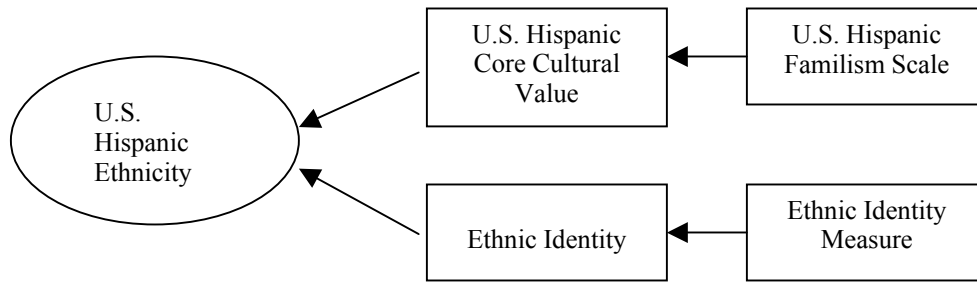 U.S.
Hispanic
Ethnicity
U.S. Hispanic
Core Cultural
Value
U.S. Hispanic
Familism Scale
Ethnic Identity
Ethnic Identity
Measure